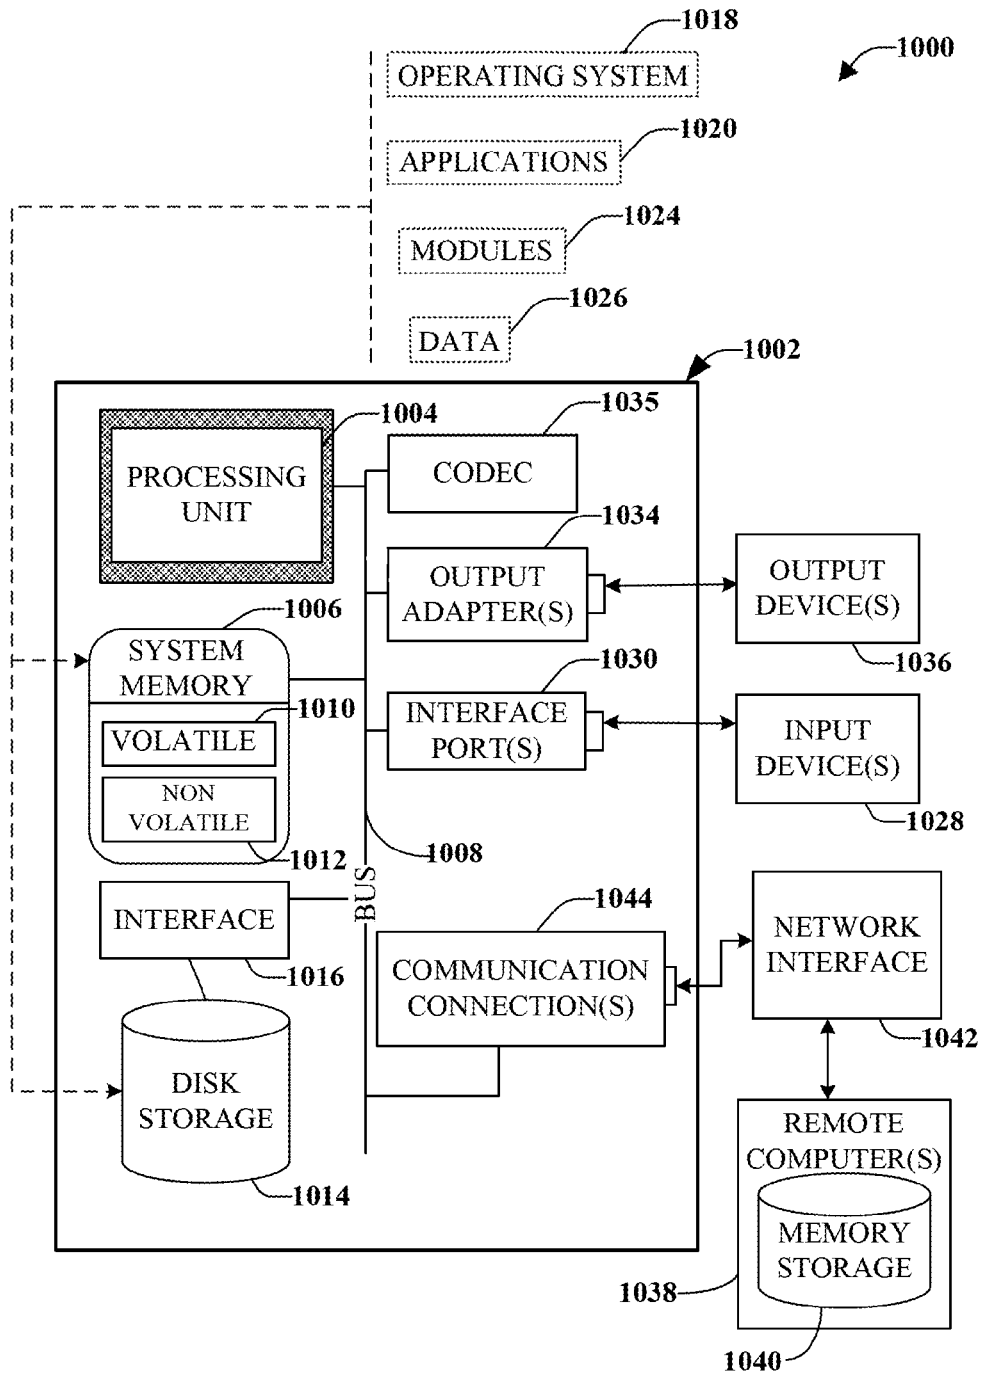 1018
1000
OPERATING SYSTEM
1020
APPLICATIONS
1024
MODULES
1026
DATA
1002
1004
PROCESSING
UNIT
1035
CODEC
1034
OUTPUT
ADAPTER(S)
OUTPUT
DEVICE(S)
1036
1006
SYSTEM
MEMORY
1010
VOLATILE
NON
VOLATILE
1012
1030
INTERFACE
PORT(S)
INPUT
DEVICE(S)
1028
1008
BUS
INTERFACE
1016
1044
COMMUNICATION
CONNECTION(S)
NETWORK
INTERFACE
1042
DISK
STORAGE
1014
REMOTE
COMPUTER(S)
MEMORY
STORAGE
1038
1040